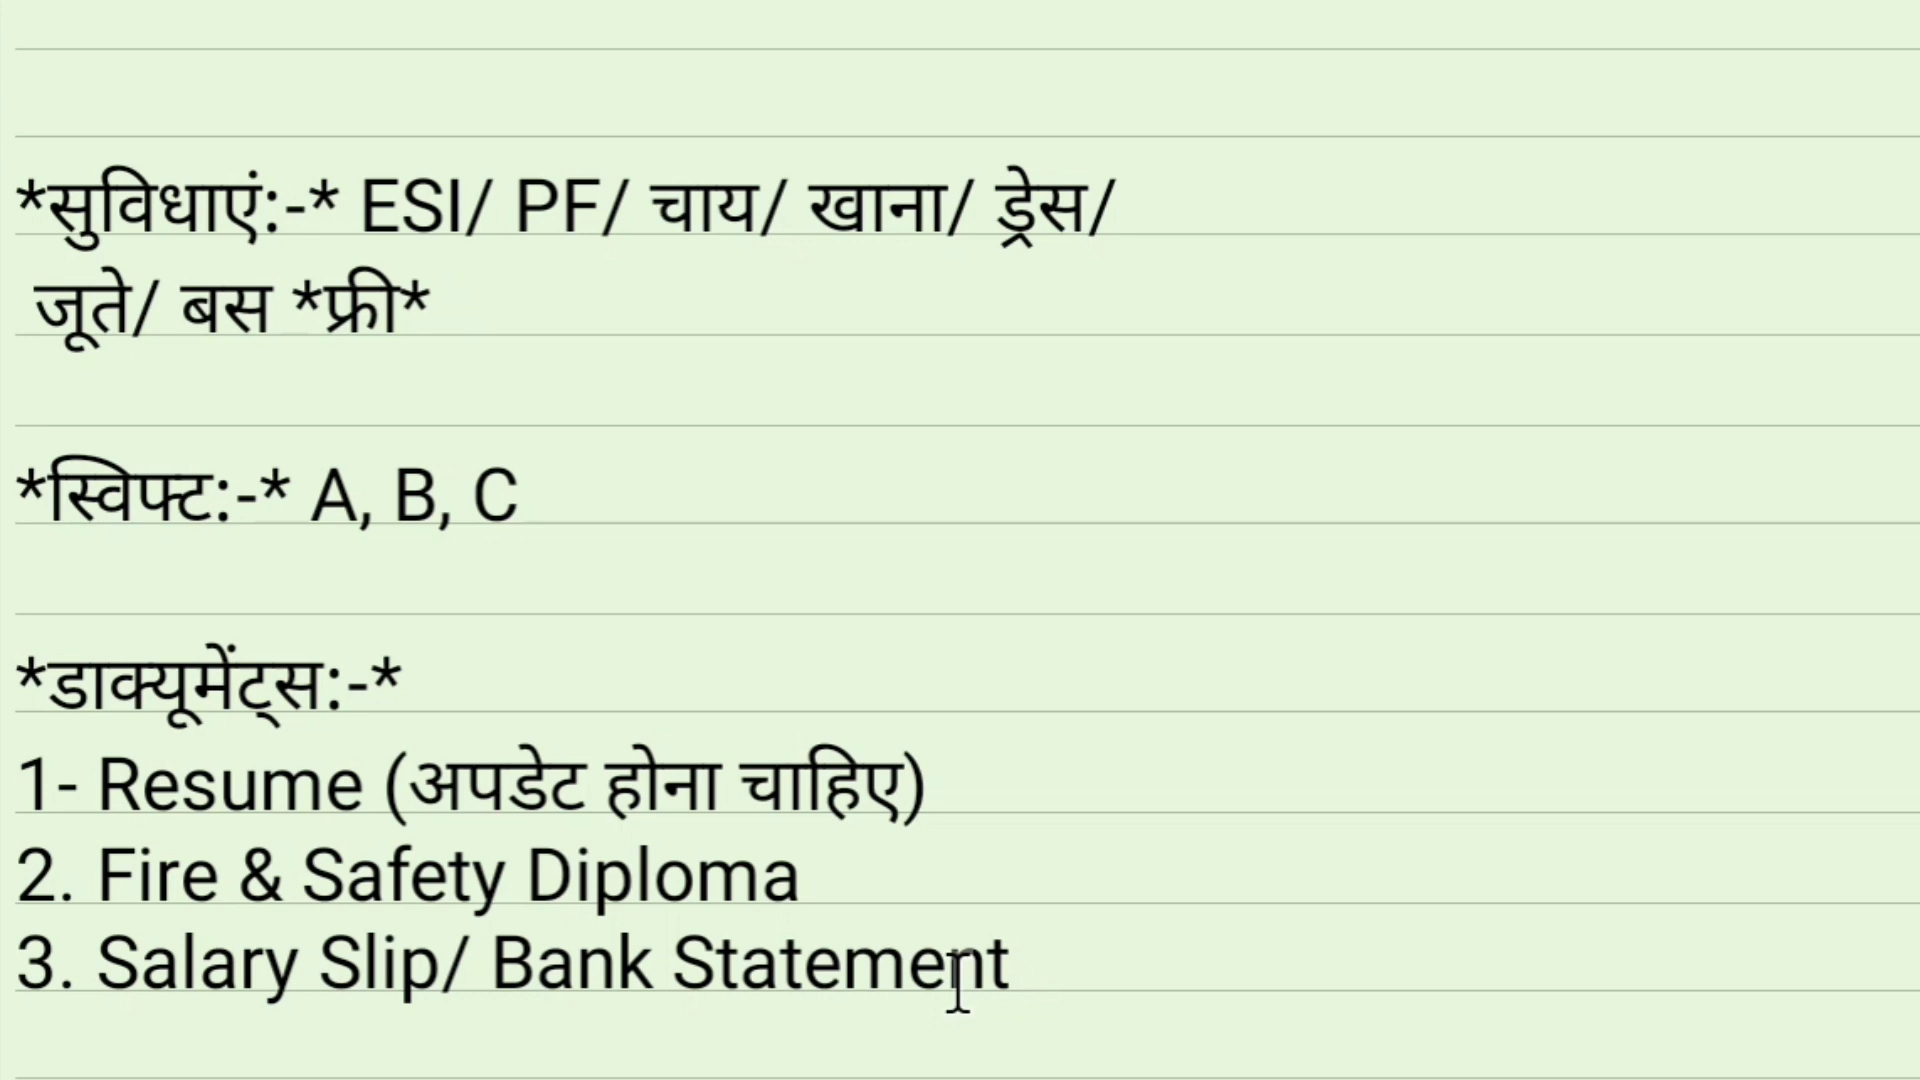 *सुविधाएं:-* ESI/ PF/ चाय/ खाना/ ड्रेस/
जूते/ बस *फ्री*
*स्विफ्ट:-* A, B, C
*डाक्यूमेंट्स:-*
1- Resume (अपडेट होना चाहिए)
2. Fire & Safety Diploma
3. Salary Slip/ Bank Statement